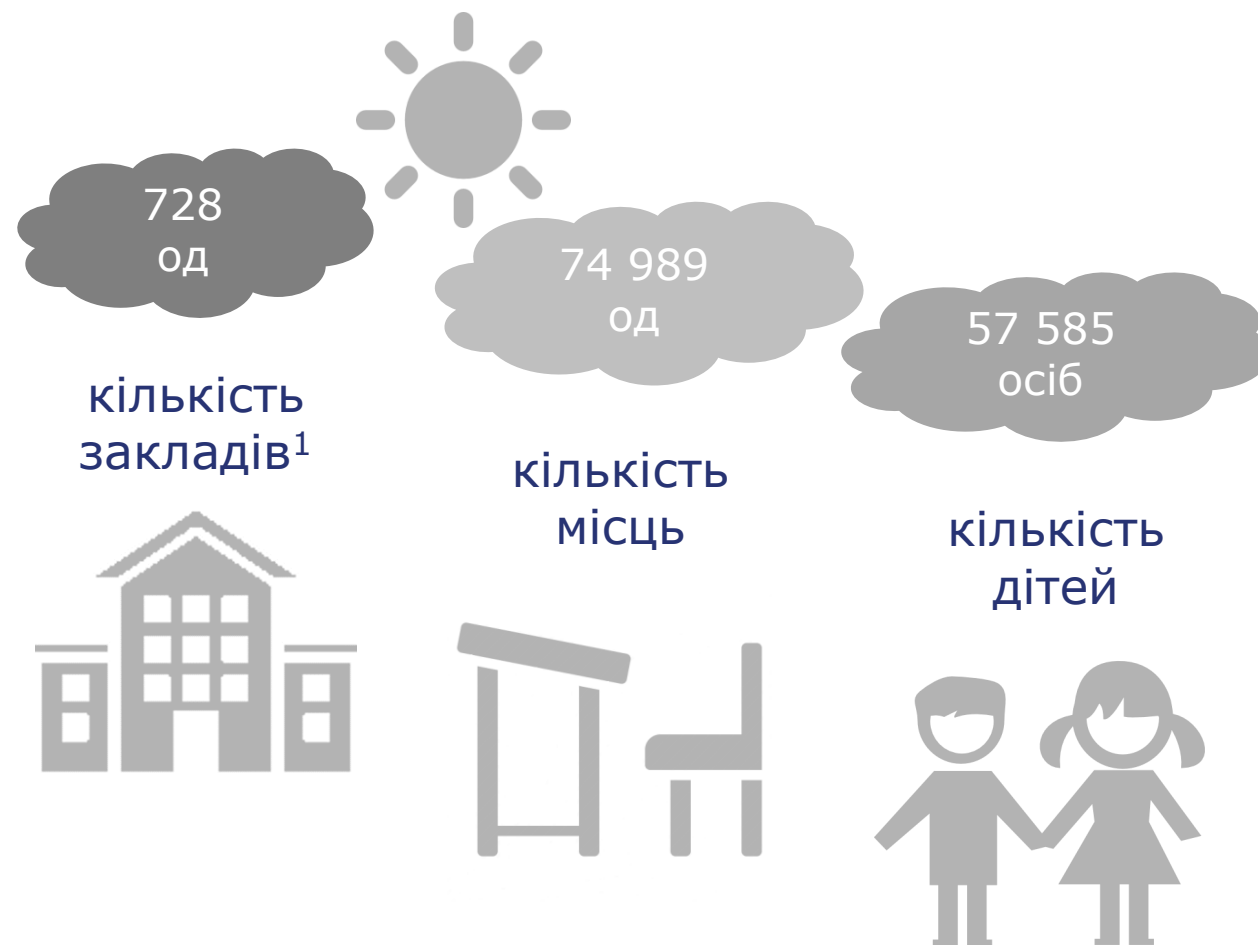 728
од
кількість
закладів¹
74 989
од
кількість
місць
57 585
осіб
кількість
дітей